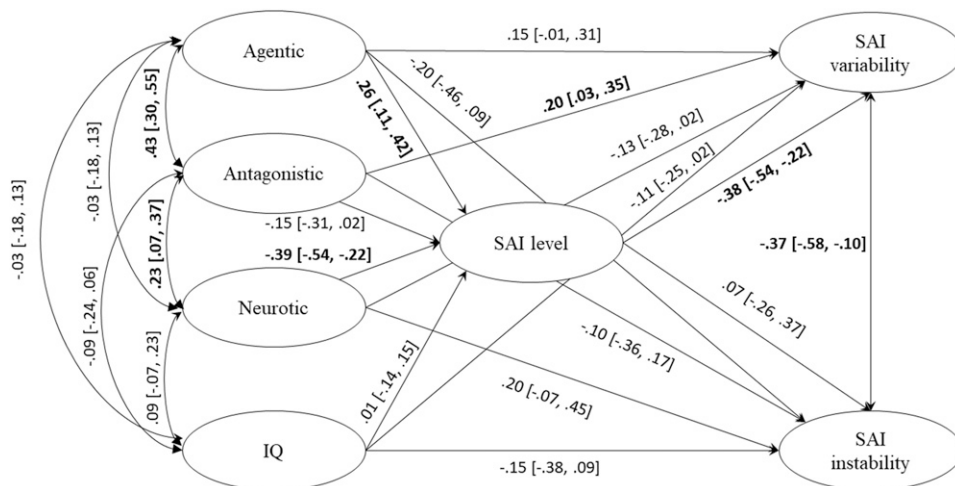 Agentic
.15 [-.01, .31]
SAI
variability
-.20 [-.46, .09]
.26 [.11, .42]
.20 [.03, .35]
.43 [.30, .55]
-.03 [-.18, .13]
-.03 [-.18, .13]
Antagonistic
-.13 [-.28, .02]
-.11 [-.25, .02]
-.38 [-.54, -.22]
-.15 [-.31, .02]
SAI level
-.37 [-.58, -.10]
.23 [.07, .37]
-.39 [-.54, -.22]
-.09 [-.24, .06]
Neurotic
.07 [-.26, .37]
-.10 [-.36, .17]
.09 [-.07, .23]
.01 [-.14, .15]
.20 [-.07, .45]
IQ
-.15 [-.38, .09]
SAI
instability